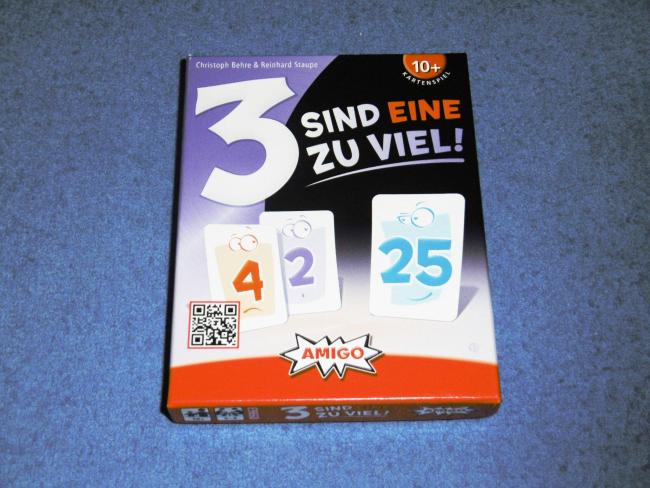 Christoph Behre & Reinhard Staupe
10+
KARTENSPIEL
3 SIND EINE
ZU VIEL!
4
2
25
AMIGO
3 SIND EINE
ZU VIEL!